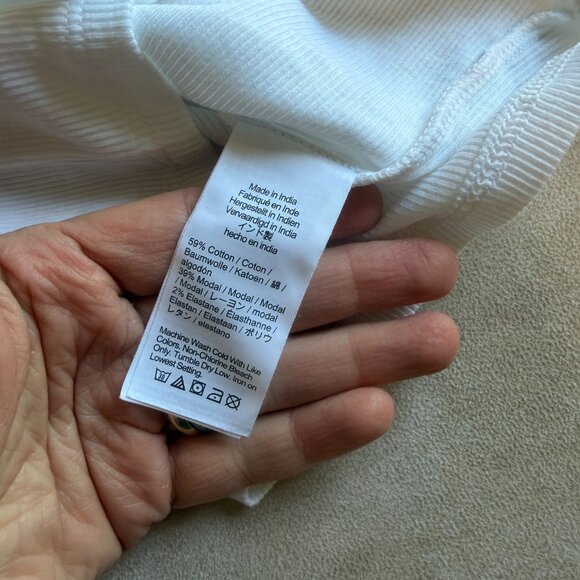 Made in India
Fabriqué en Inde
Hergestellt in Indien
Vervaardigd in India
インド製
hecho en india
59% Cotton / Coton /
Baumwolle / Katoen / 綿 /
algodón
39% Modal / Modal / Modal
/ Modal / レーヨン / modal
2% Elastane / Élasthanne /
Elastan / Elastaan / ポリウ
レタン / elastano
Machine Wash Cold With Like
Colors. Non-Chlorine Bleach
Only. Tumble Dry Low. Iron on
Lowest Setting.